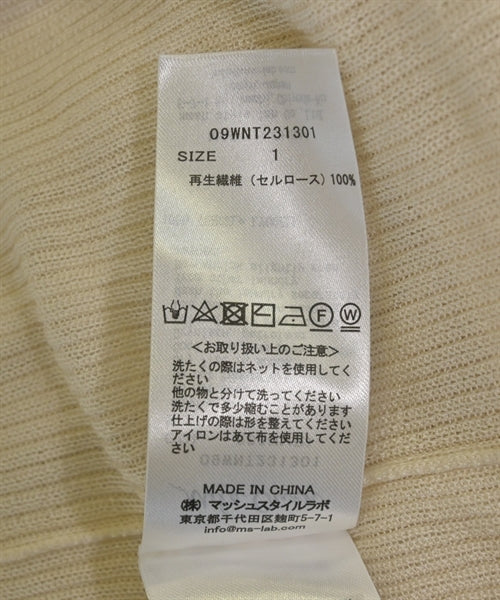 09WNT231301
SIZE 1
再生繊維 (セルロース) 100%
F W
<お取り扱い上のご注意>
洗たくの際はネットを使用してく
ださい
他の物と分けて洗ってください
洗たくで多少縮むことがあります
仕上げの際は形を整えてください
アイロンはあて布を使用してくだ
さい
MADE IN CHINA
(株) マッシュスタイルラボ
東京都千代田区麹町5-7-1
info@ms-lab.com